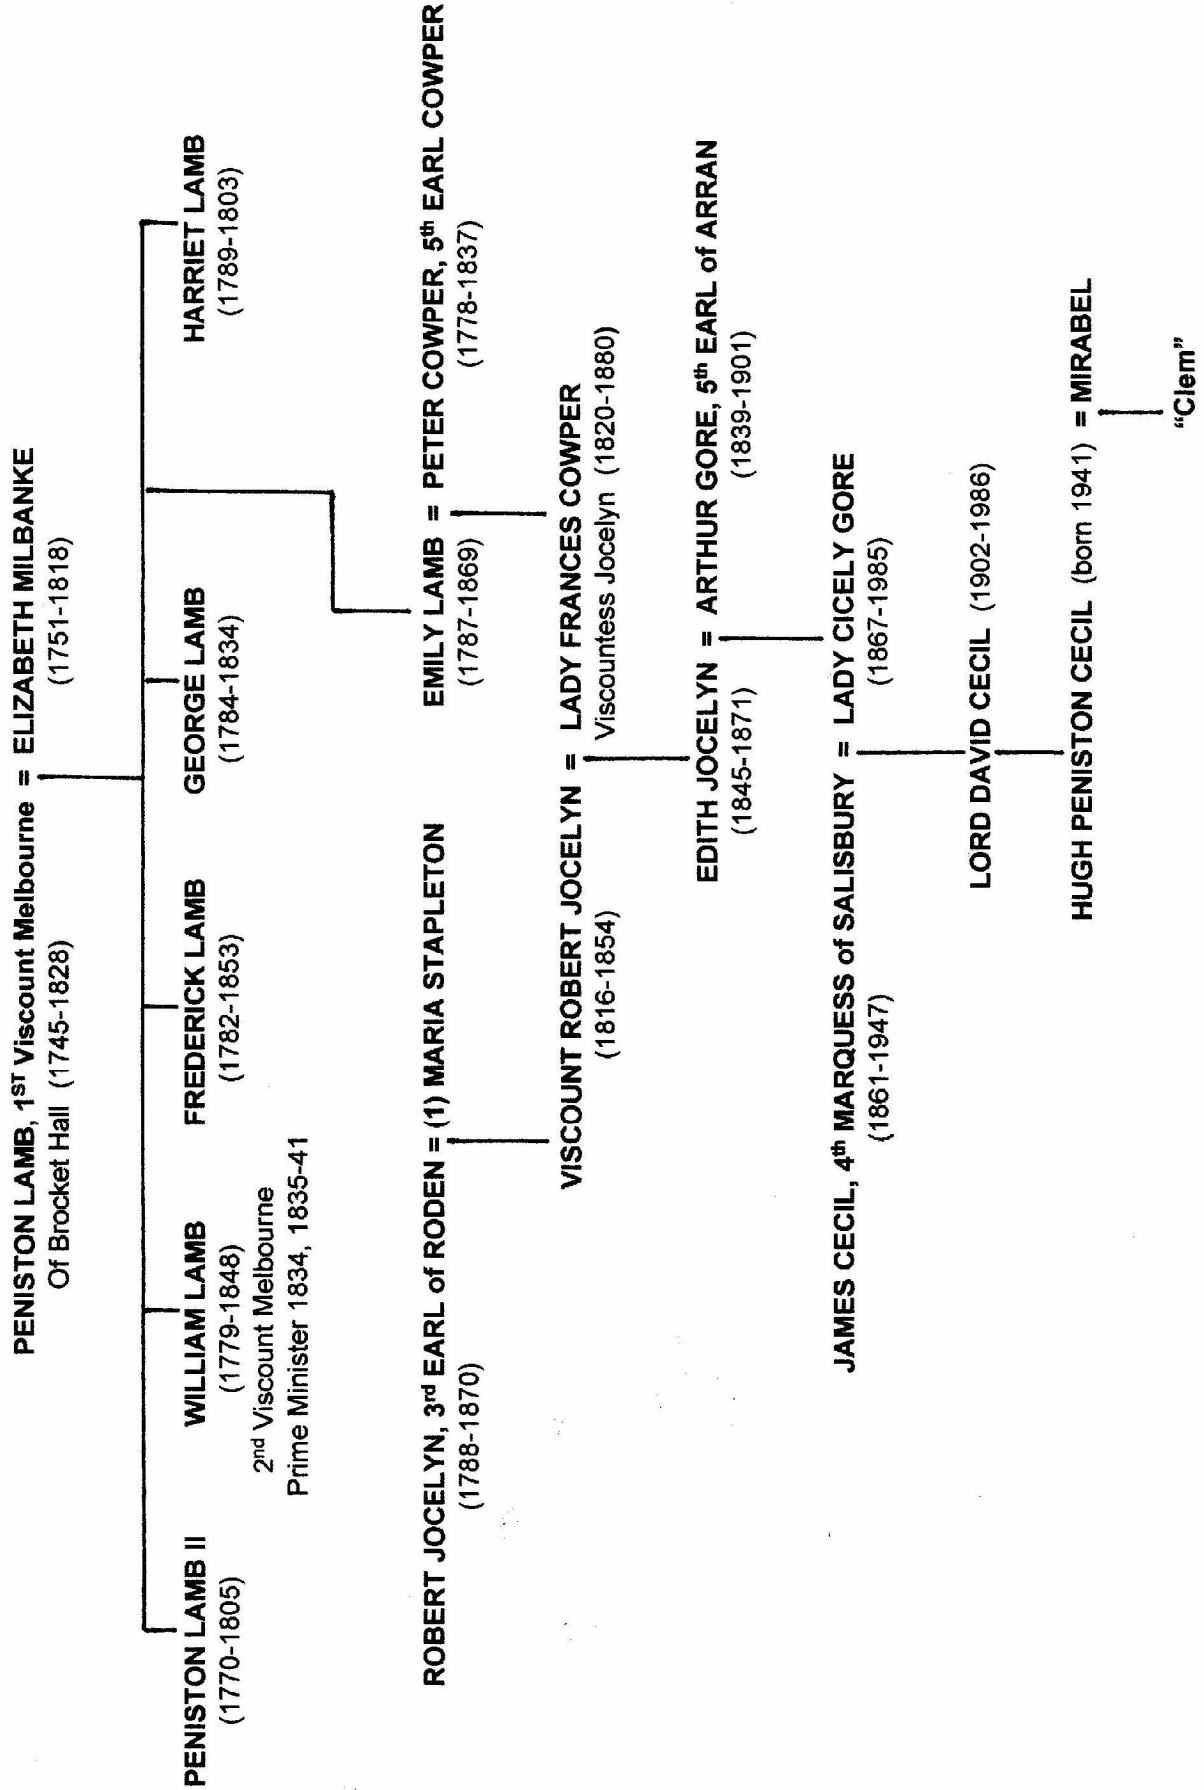 PENISTON LAMB, 1ST Viscount Melbourne = ELIZABETH MILBANKE
Of Brocket Hall (1745-1828) (1751-1818)
PENISTON LAMB II WILLIAM LAMB FREDERICK LAMB GEORGE LAMB HARRIET LAMB
(1770-1805) (1779-1848) (1782-1853) (1784-1834) (1789-1803)
2nd Viscount Melbourne
Prime Minister 1834, 1835-41
ROBERT JOCELYN, 3rd EARL of RODEN = (1) MARIA STAPLETON EMILY LAMB = PETER COWPER, 5th EARL COWPER
(1788-1870) (1787-1869) (1778-1837)
VISCOUNT ROBERT JOCELYN = LADY FRANCES COWPER
(1816-1854) Viscountess Jocelyn (1820-1880)
EDITH JOCELYN = ARTHUR GORE, 5th EARL of ARRAN
(1845-1871) (1839-1901)
JAMES CECIL, 4th MARQUESS of SALISBURY = LADY CICELY GORE
(1861-1947) (1867-1985)
LORD DAVID CECIL (1902-1986)
HUGH PENISTON CECIL (born 1941) = MIRABEL
"Clem"